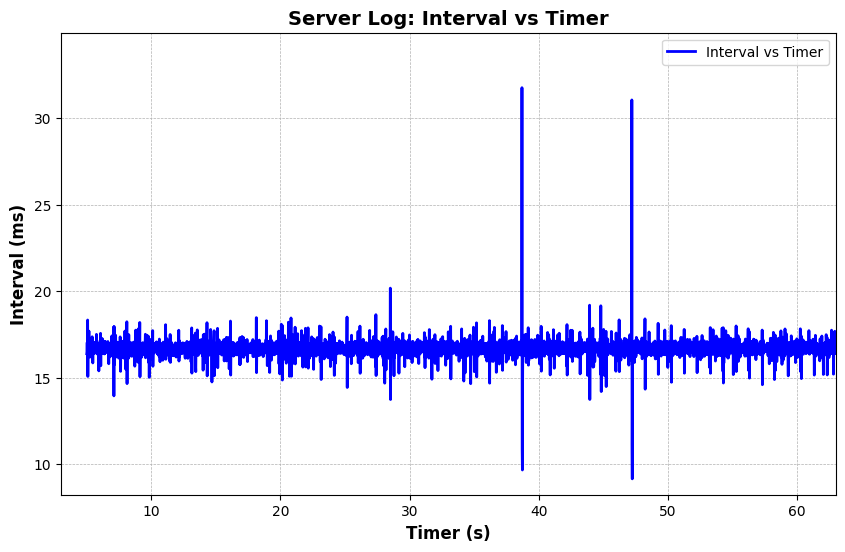 Server Log: Interval vs Timer
Interval vs Timer
Interval (ms)
30
25
20
15
10
10 20 30 40 50 60
Timer (s)